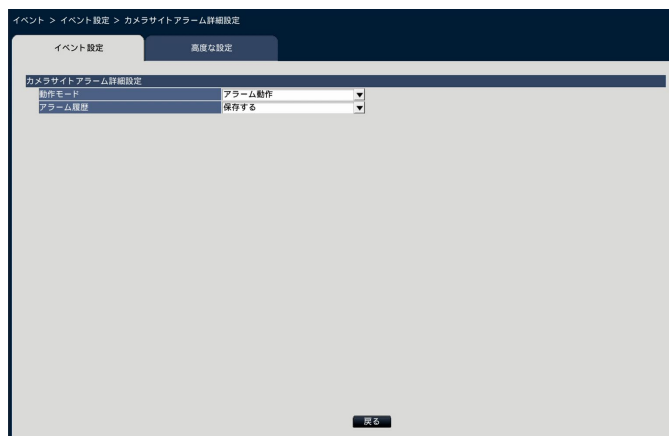 イベント > イベント設定 > カメラサイトアラーム詳細設定
イベント設定 高度な設定
カメラサイトアラーム詳細設定
動作モード アラーム動作
アラーム履歴 保存する
戻る